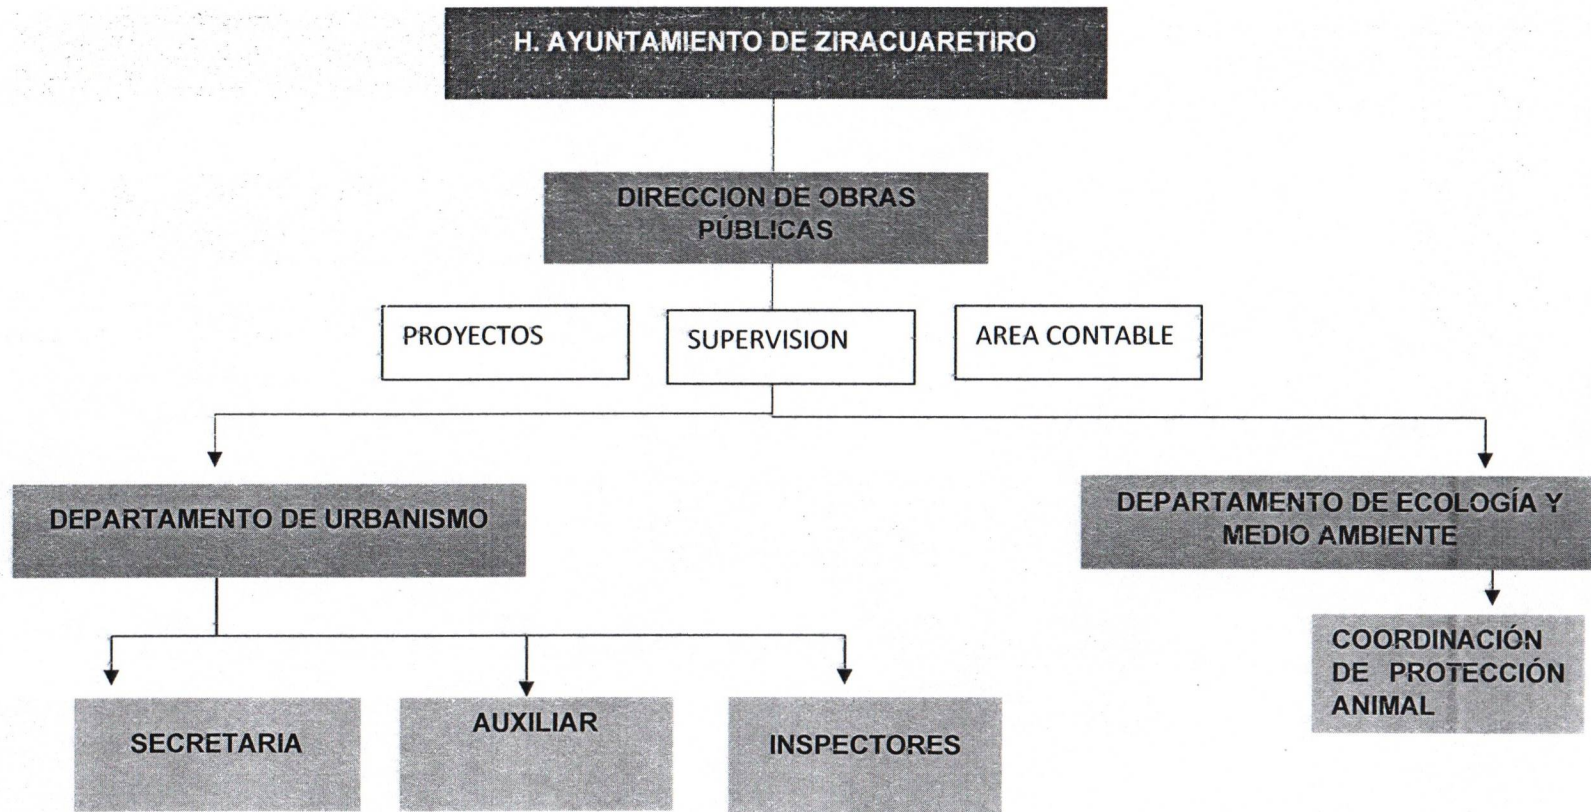 H. AYUNTAMIENTO DE ZIRACUARETIRO
DIRECCION DE OBRAS
PÚBLICAS
PROYECTOS
SUPERVISION
AREA CONTABLE
DEPARTAMENTO DE URBANISMO
DEPARTAMENTO DE ECOLOGÍA Y
MEDIO AMBIENTE
COORDINACIÓN
DE PROTECCIÓN
ANIMAL
SECRETARIA
AUXILIAR
INSPECTORES